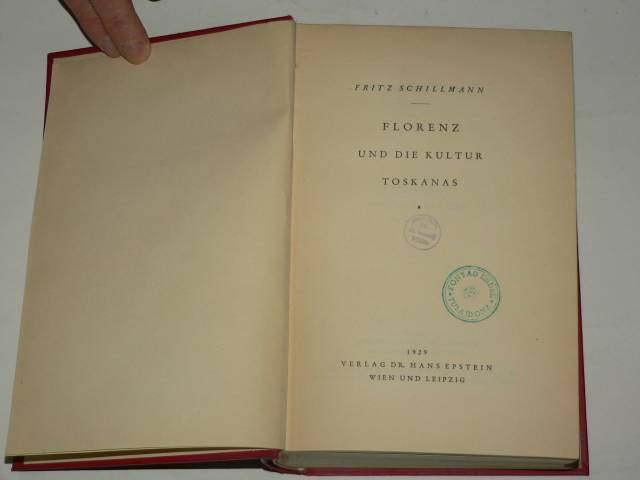 FRITZ SCHILLMANN
FLORENZ
UND DIE KULTUR
TOSKANAS
1929
VERLAG DR. HANS EPSTEIN
WIEN UND LEIPZIG